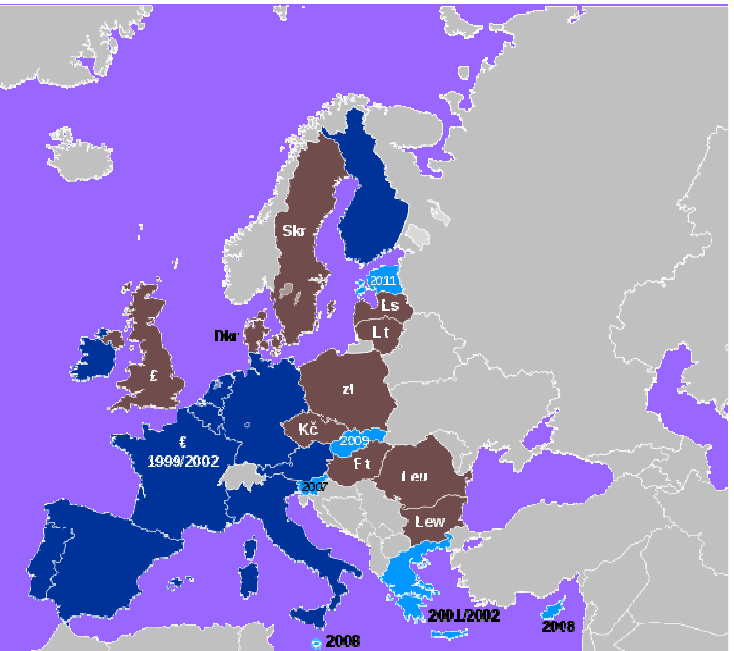 Skr
2011
Ls
Lt
Dkr
£
zł
Kč
€
1999/2002
2009
Ft
Leu
2007
Lew
2001/2002
2008
2008